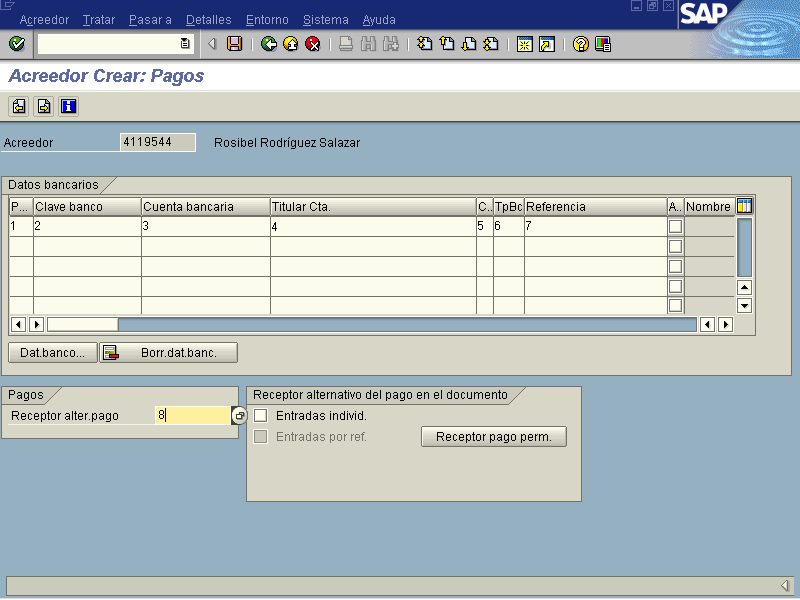 Acreedor Tratar Pasar a Detalles Entorno Sistema Ayuda
SAP
Acreedor Crear: Pagos
Acreedor 4119544 Rosibel Rodríguez Salazar
Datos bancarios
P... Clave banco Cuenta bancaria Titular Cta. C.. TpBc Referencia A.. Nombre
1 2 3 4 5 6 7
Dat.banco... Borr.dat.banc.
Pagos
Receptor alter.pago 8
Receptor alternativo del pago en el documento
Entradas individ.
Entradas por ref. Receptor pago perm.